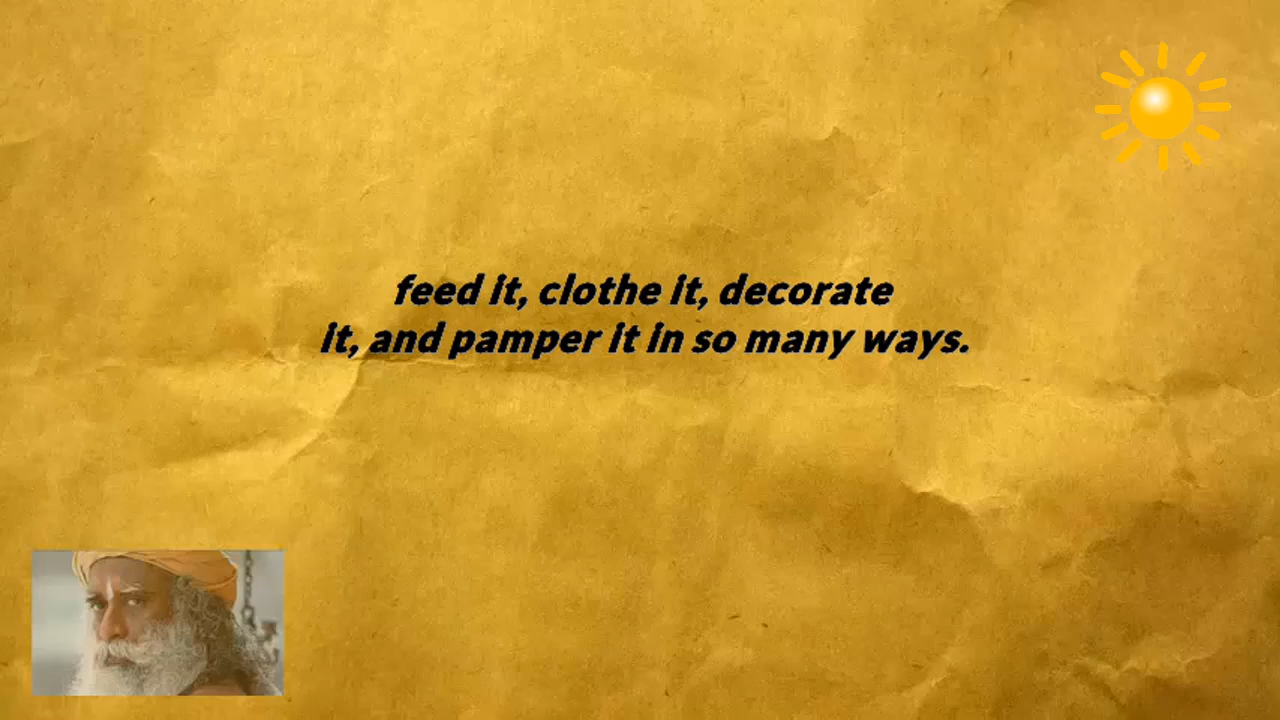 feed it, clothe it, decorate
it, and pamper it in so many ways.